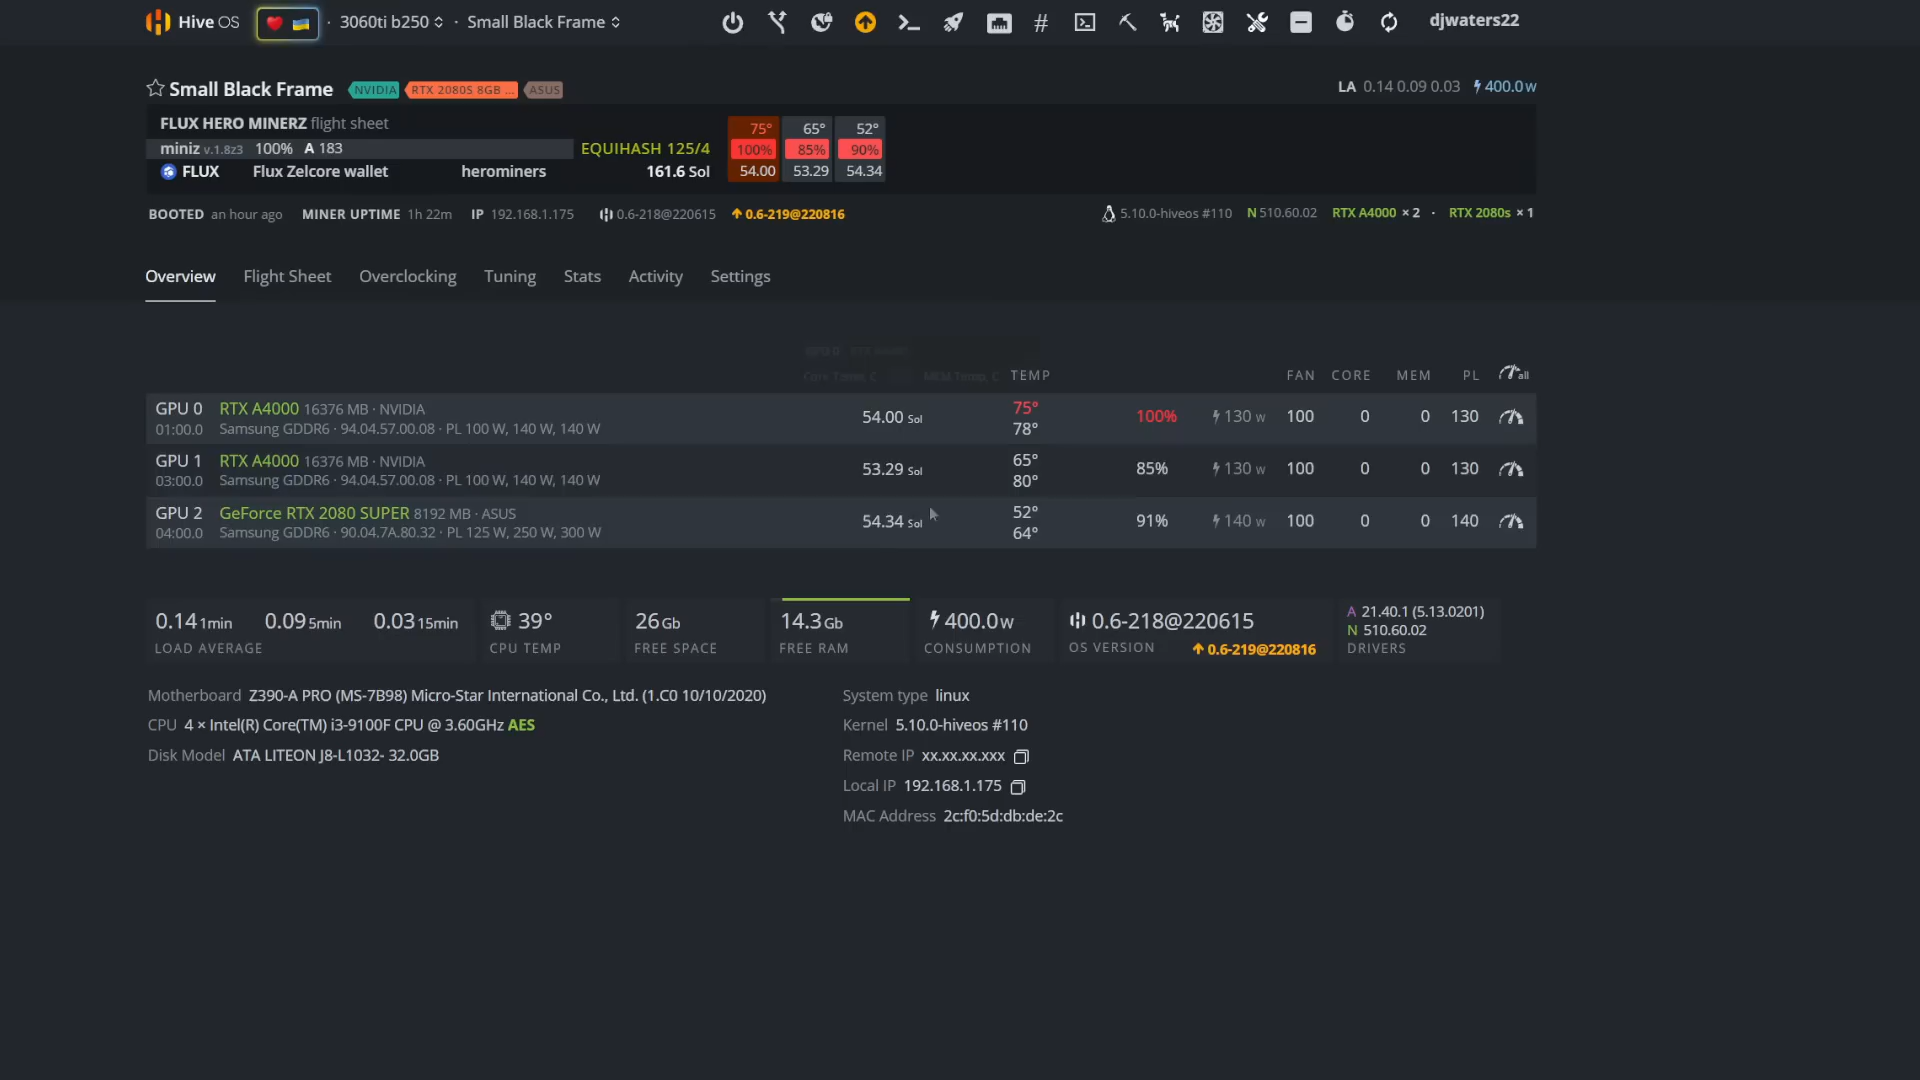 Hive OS · 3060ti b250 · Small Black Frame # djwaters22
Small Black Frame NVIDIA RTX 2080S 8GB ... ASUS LA 0.14 0.09 0.03 400.0 w
FLUX HERO MINERZ flight sheet 75° 65° 52°
miniz v.1.8z3 100% A 183 EQUIHASH 125/4 100% 85% 90%
FLUX Flux Zelcore wallet herominers 161.6 Sol 54.00 53.29 54.34
BOOTED an hour ago MINER UPTIME 1h 22m IP 192.168.1.175 0.6-218@220615 0.6-219@220816 5.10.0-hiveos #110 N 510.60.02 RTX A4000 × 2 · RTX 2080s × 1
Overview Flight Sheet Overclocking Tuning Stats Activity Settings
GPU 0
Core Temp, C MEM Temp, C TEMP FAN CORE MEM PL all
GPU 0 RTX A4000 16376 MB · NVIDIA 54.00 Sol 75° 100% 130 w 100 0 0 130
01:00.0 Samsung GDDR6 · 94.04.57.00.08 · PL 100 W, 140 W, 140 W 78°
GPU 1 RTX A4000 16376 MB · NVIDIA 53.29 Sol 65° 85% 130 w 100 0 0 130
03:00.0 Samsung GDDR6 · 94.04.57.00.08 · PL 100 W, 140 W, 140 W 80°
GPU 2 GeForce RTX 2080 SUPER 8192 MB · ASUS 54.34 Sol 52° 91% 140 w 100 0 0 140
04:00.0 Samsung GDDR6 · 90.04.7A.80.32 · PL 125 W, 250 W, 300 W 64°
0.14 1min 0.09 5min 0.03 15min 39° 26 Gb 14.3 Gb 400.0 w 0.6-218@220615 A 21.40.1 (5.13.0201)
N 510.60.02
LOAD AVERAGE CPU TEMP FREE SPACE FREE RAM CONSUMPTION OS VERSION 0.6-219@220816 DRIVERS
Motherboard Z390-A PRO (MS-7B98) Micro-Star International Co., Ltd. (1.C0 10/10/2020)
CPU 4 × Intel(R) Core(TM) i3-9100F CPU @ 3.60GHz AES
Disk Model ATA LITEON J8-L1032- 32.0GB
System type linux
Kernel 5.10.0-hiveos #110
Remote IP xx.xx.xx.xxx
Local IP 192.168.1.175
MAC Address 2c:f0:5d:db:de:2c